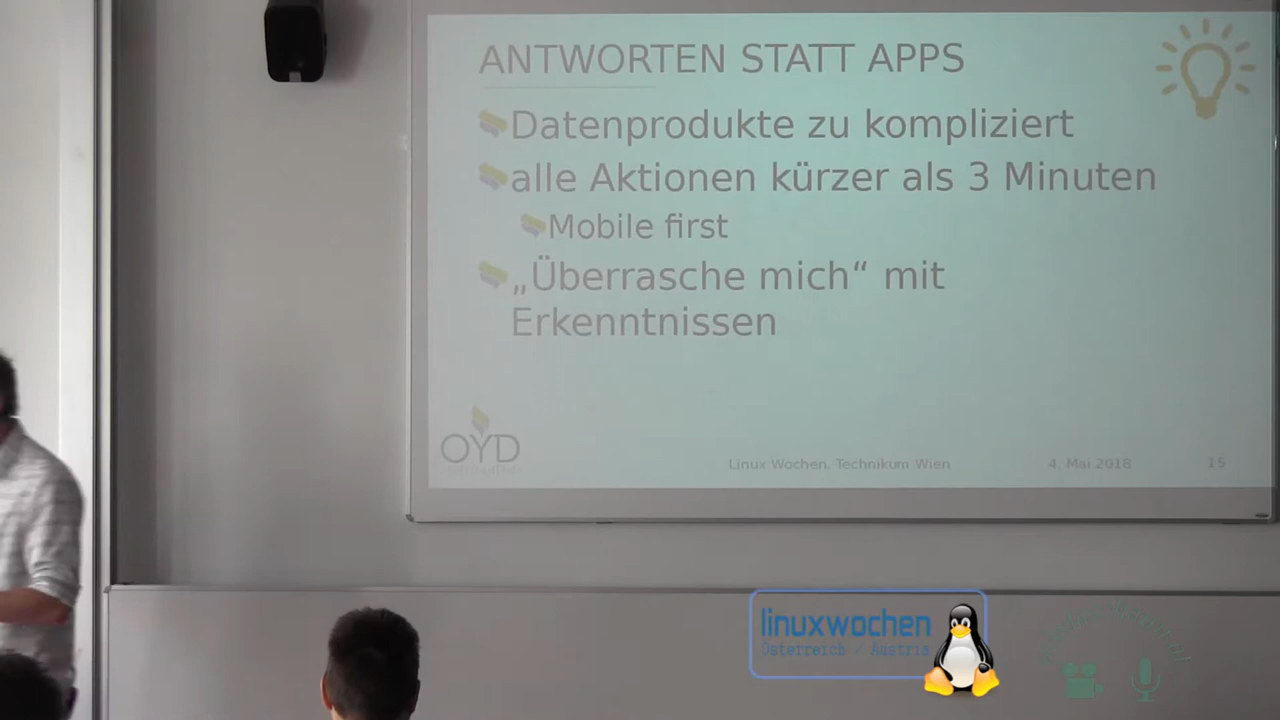 ANTWORTEN STATT APPS
Datenprodukte zu kompliziert
alle Aktionen kürzer als 3 Minuten
Mobile first
„Überrasche mich“ mit
Erkenntnissen
OYD
Linux Wochen, Technikum Wien
4. Mai 2018
15
linuxwochen
Österreich / Austria